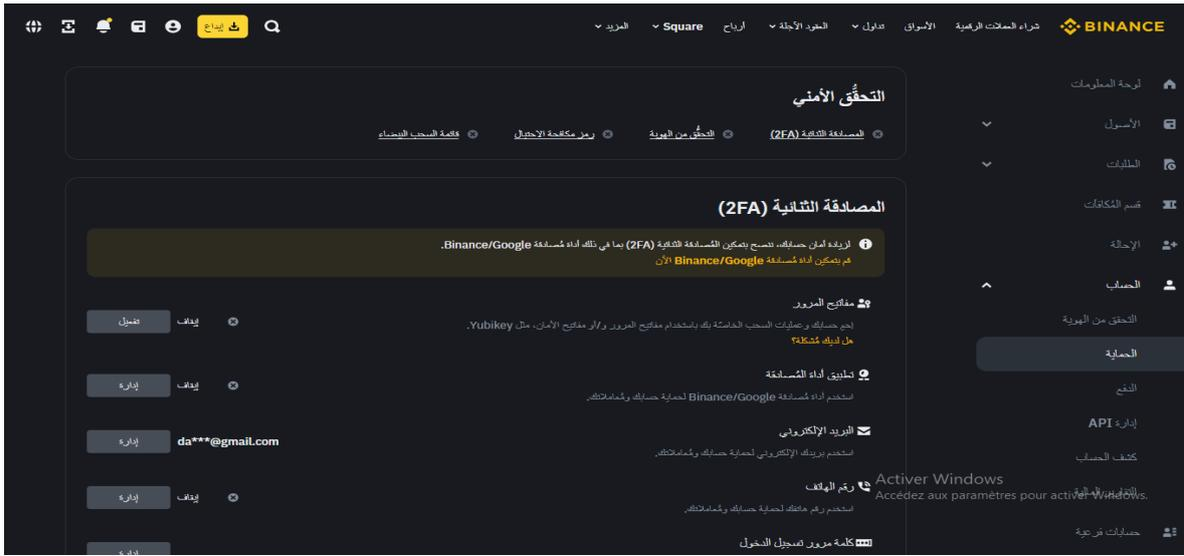 BINANCE
شراء العملات الرقمية
الأسواق
تداول
العقود الآجلة
أرباح
Square
المزيد
إيداع
لوحة المعلومات
الأصول
الطلبات
قسم المُكافآت
الإحالة
الحساب
التحقق من الهوية
الحماية
الدفع
إدارة API
كشف الحساب
التقارير المالية
حسابات فرعية
التحقُّق الأمني
المصادقة الثنائية (2FA)
التحقُّق من الهوية
رمز مكافحة الاحتيال
قائمة السحب البيضاء
المصادقة الثنائية (2FA)
لزيادة أمان حسابك، ننصح بتمكين المُصادقة الثنائية (2FA) بما في ذلك أداة مُصادقة Binance/Google.
قم بتمكين أداة مُصادقة Binance/Google الآن
مفاتيح المرور
إحمِ حسابك وعمليات السحب الخاصّة بك باستخدام مفاتيح المرور و/أو مفاتيح الأمان، مثل Yubikey.
هل لديك مُشكلة؟
إيقاف
تفعيل
تطبيق أداة المُصادقة
استخدم أداة مُصادقة Binance/Google لحماية حسابك ومُعاملاتك.
إيقاف
إدارة
البريد الإلكتروني
استخدم بريدك الإلكتروني لحماية حسابك ومُعاملاتك.
da***@gmail.com
إدارة
رقم الهاتف
استخدم رقم هاتفك لحماية حسابك ومُعاملاتك.
إيقاف
إدارة
كلمة مرور تسجيل الدخول
إدارة
Activer Windows
Accédez aux paramètres pour activer Windows.